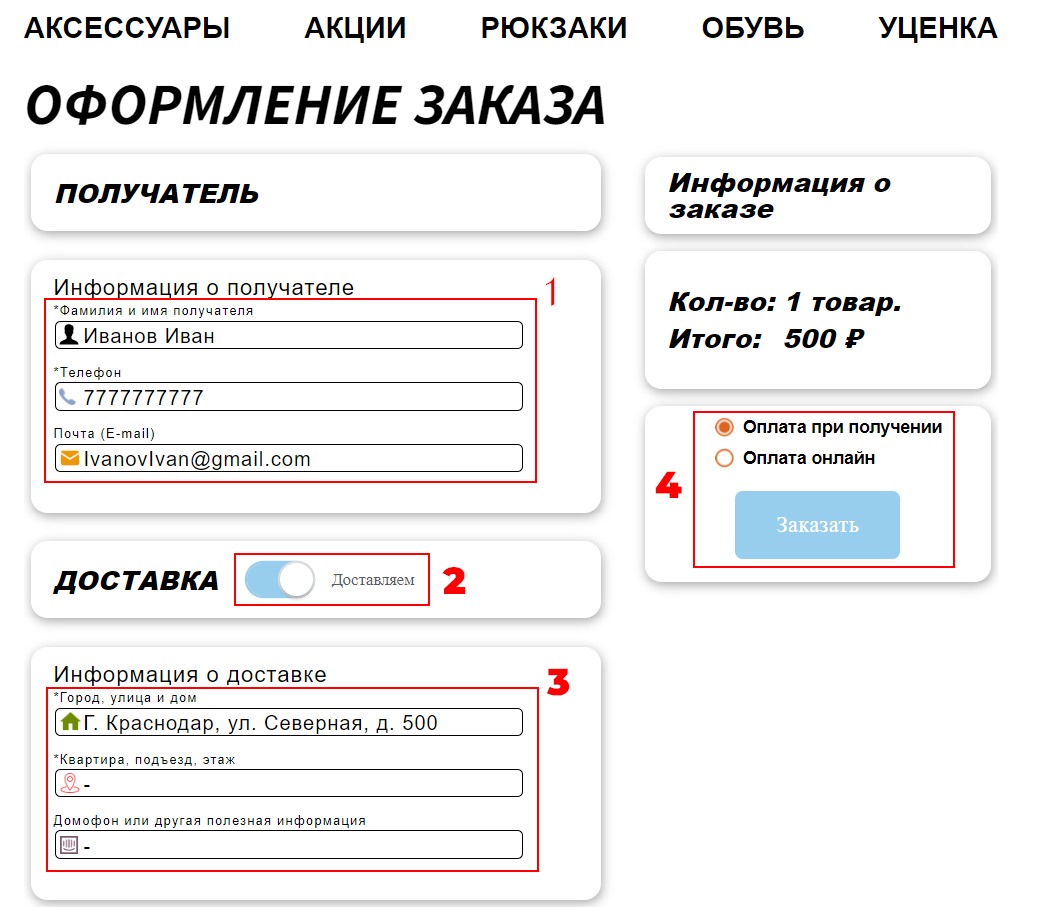 АКСЕССУАРЫ АКЦИИ РЮКЗАКИ ОБУВЬ УЦЕНКА
ОФОРМЛЕНИЕ ЗАКАЗА
ПОЛУЧАТЕЛЬ
Информация о получателе
1
*Фамилия и имя получателя
Иванов Иван
*Телефон
7777777777
Почта (E-mail)
IvanovIvan@gmail.com
ДОСТАВКА Доставляем 2
Информация о доставке
3
*Город, улица и дом
Г. Краснодар, ул. Северная, д. 500
*Квартира, подъезд, этаж
-
Домофон или другая полезная информация
-
Информация о
заказе
Кол-во: 1 товар.
Итого: 500 ₽
Оплата при получении
Оплата онлайн
4
Заказать